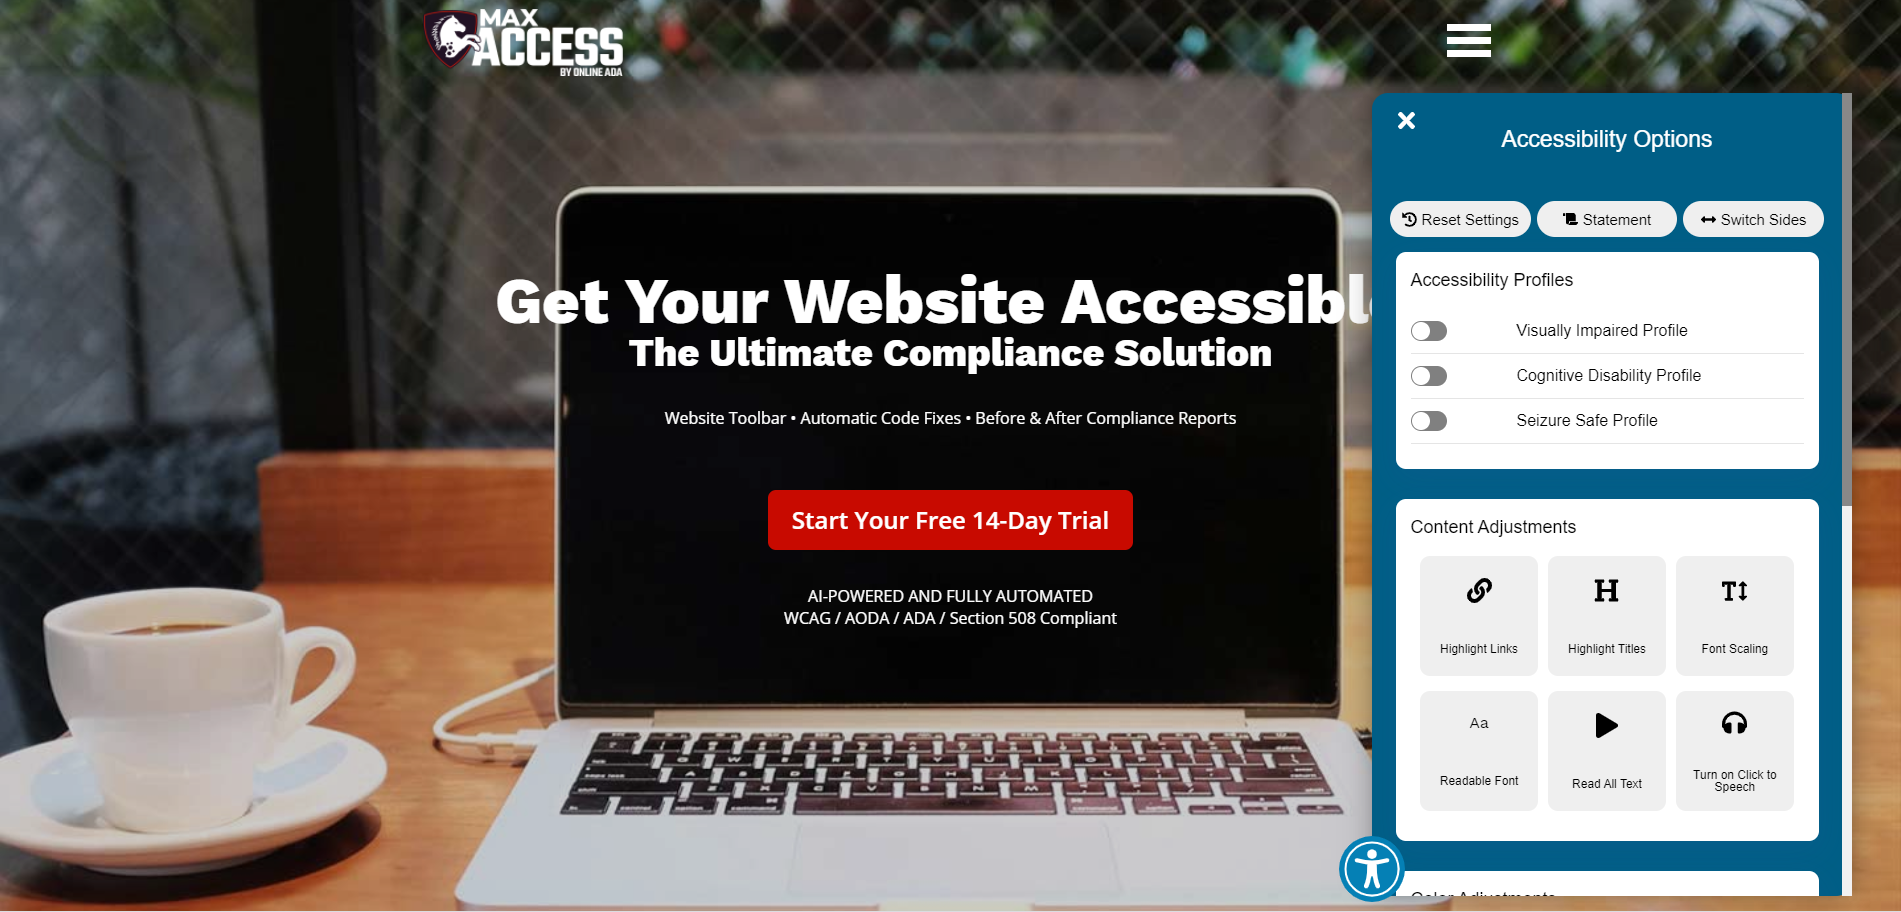 MAX
ACCESS
BY ONLINE ADA
Get Your Website Accessibl
The Ultimate Compliance Solution
Website Toolbar • Automatic Code Fixes • Before & After Compliance Reports
Start Your Free 14-Day Trial
AI-POWERED AND FULLY AUTOMATED
WCAG / AODA / ADA / Section 508 Compliant
Accessibility Options
Reset Settings
Statement
Switch Sides
Accessibility Profiles
Visually Impaired Profile
Cognitive Disability Profile
Seizure Safe Profile
Content Adjustments
Highlight Links
H
Highlight Titles
T
Font Scaling
Aa
Readable Font
Read All Text
Turn on Click to
Speech